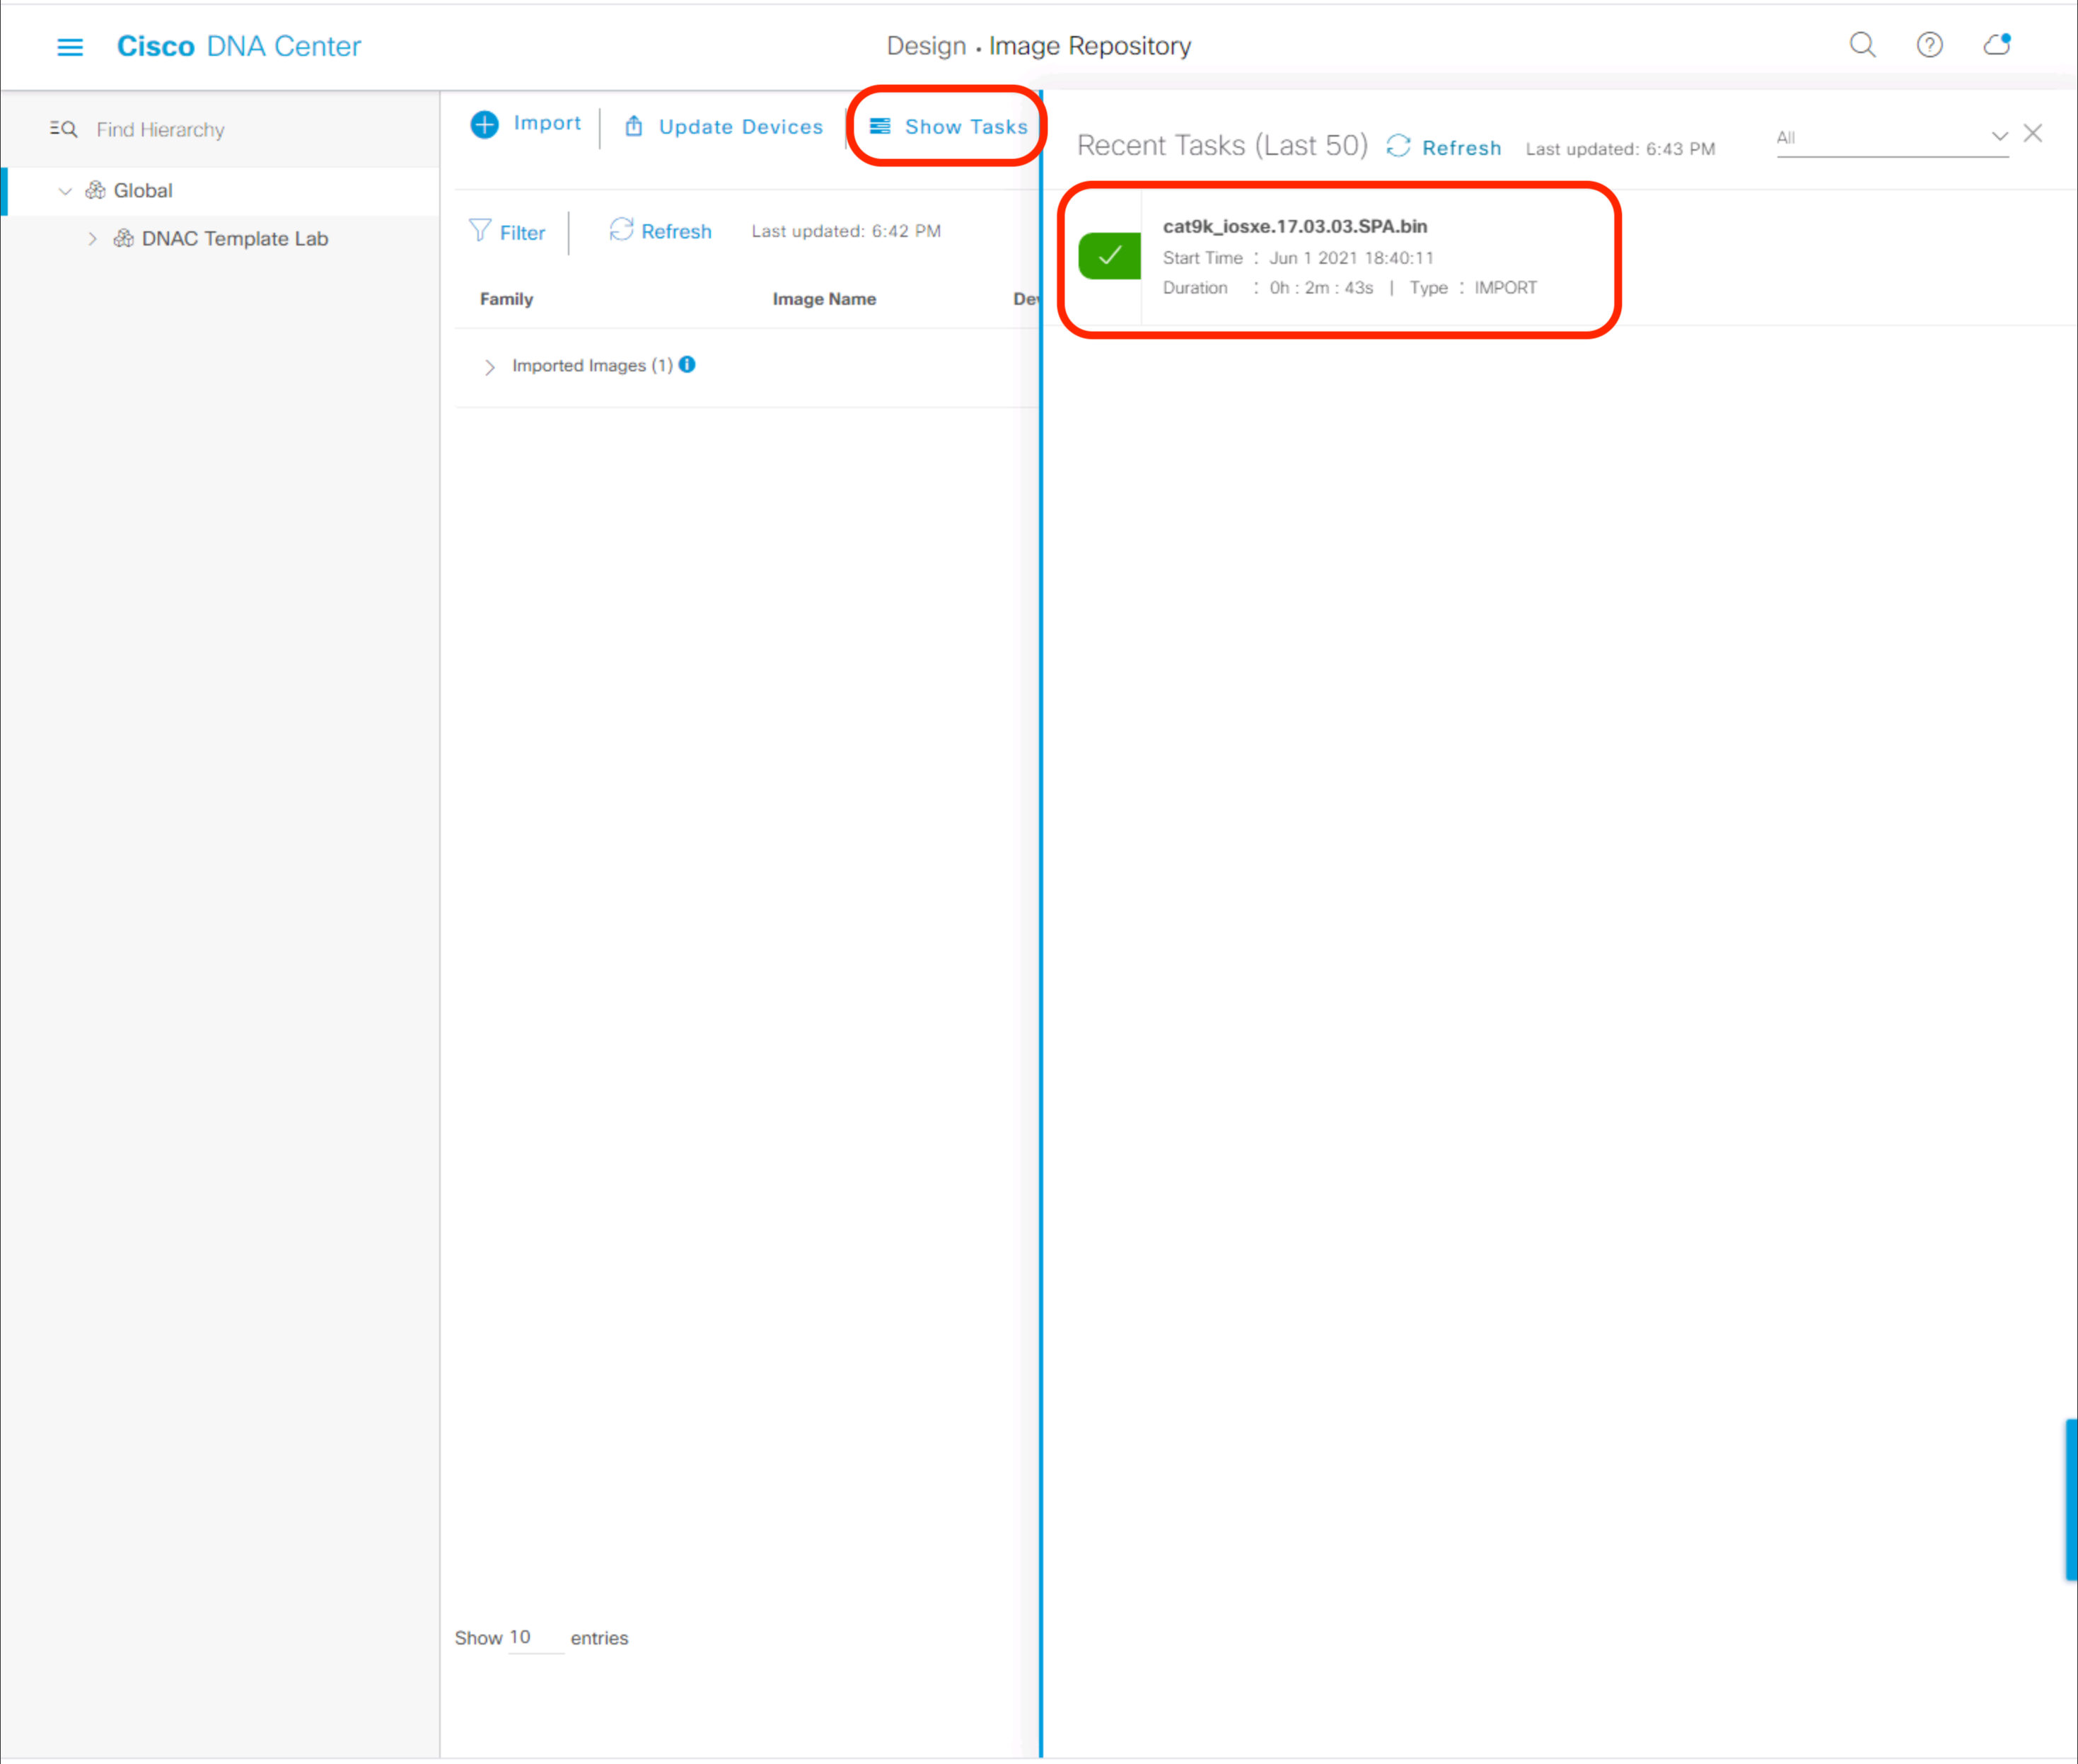 Cisco DNA Center
Design • Image Repository
Find Hierarchy
Global
DNAC Template Lab
Import
Update Devices
Show Tasks
Filter
Refresh
Last updated: 6:42 PM
Family
Image Name
Dev
Imported Images (1)
Show 10 entries
Recent Tasks (Last 50)
Refresh
Last updated: 6:43 PM
All
cat9k_iosxe.17.03.03.SPA.bin
Start Time : Jun 1 2021 18:40:11
Duration : 0h : 2m : 43s | Type : IMPORT